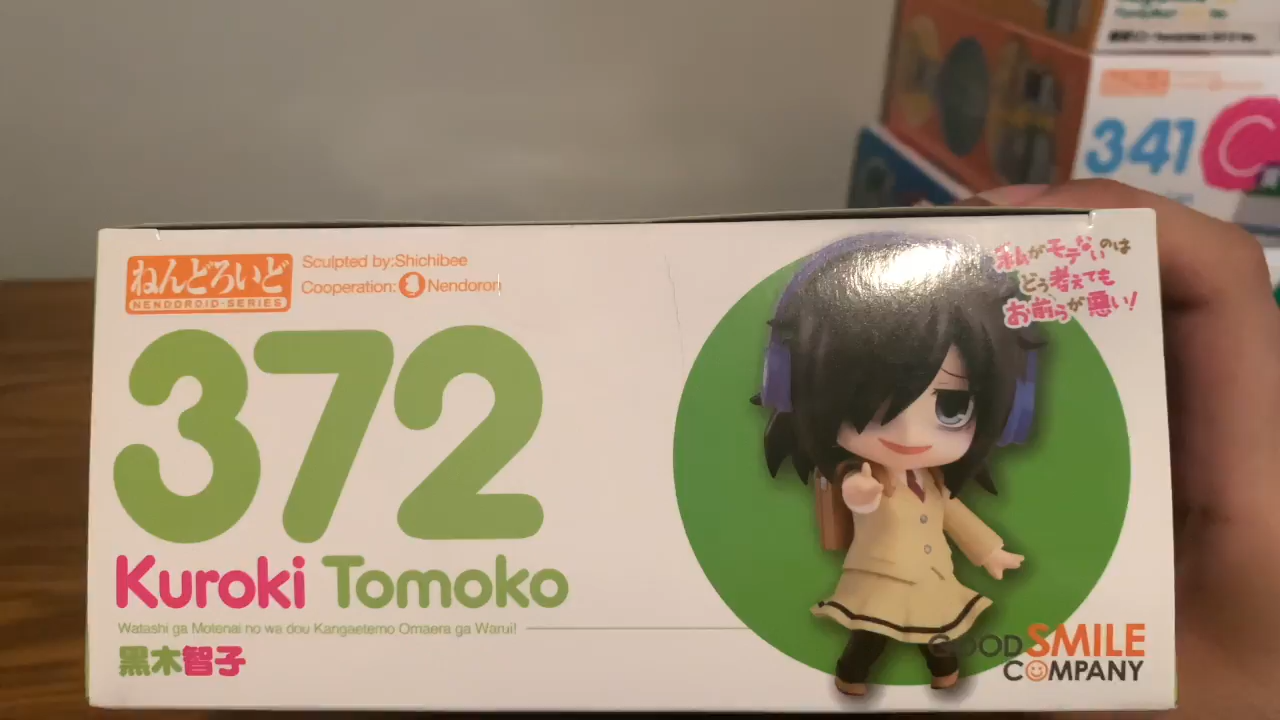 ねんどろいど
NENDOROID-SERIES
Sculpted by:Shichibee
Cooperation: Nendoron
372
Kuroki Tomoko
Watashi ga Motenai no wa dou Kangaetemo Omaera ga Warui!
黒木智子
私がモテないのは
どう考えても
お前らが悪い!
GOOD SMILE
COMPANY
341
C